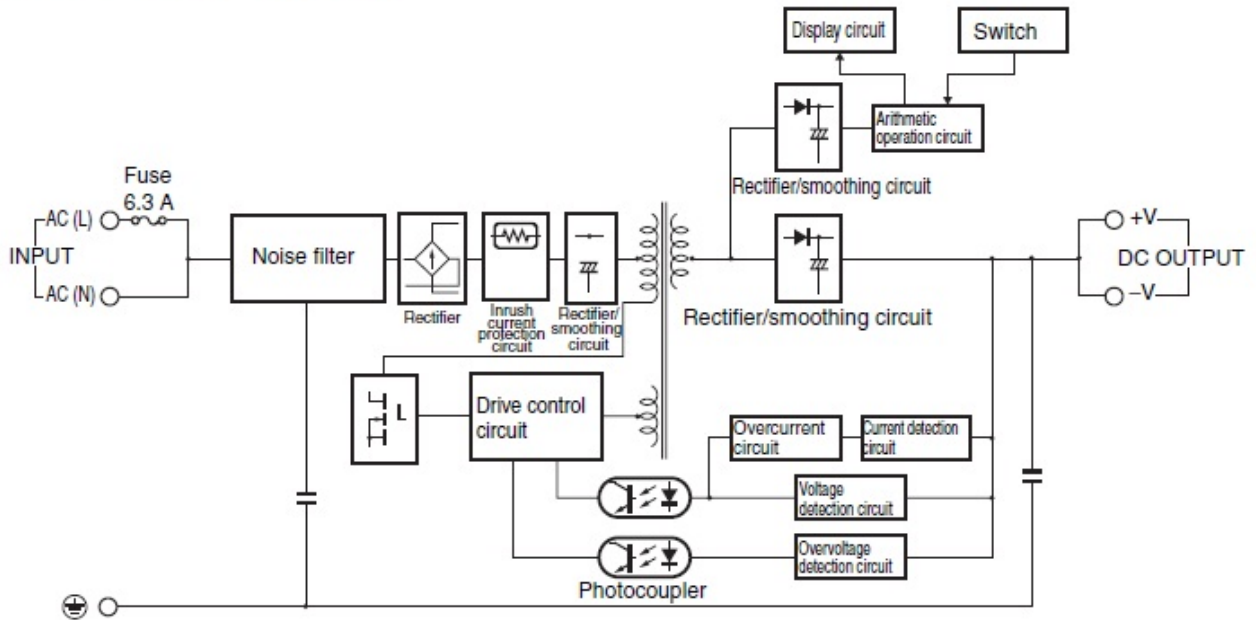 Display circuit
Switch
Arithmetic
operation circuit
Rectifier/smoothing circuit
Fuse
6.3 A
AC (L)
INPUT
AC (N)
Noise filter
Rectifier
Inrush
current
protection
circuit
Rectifier/
smoothing
circuit
Rectifier/smoothing circuit
+V
DC OUTPUT
–V
L
Drive control
circuit
Overcurrent
circuit
Current detection
circuit
Voltage
detection circuit
Overvoltage
detection circuit
Photocoupler